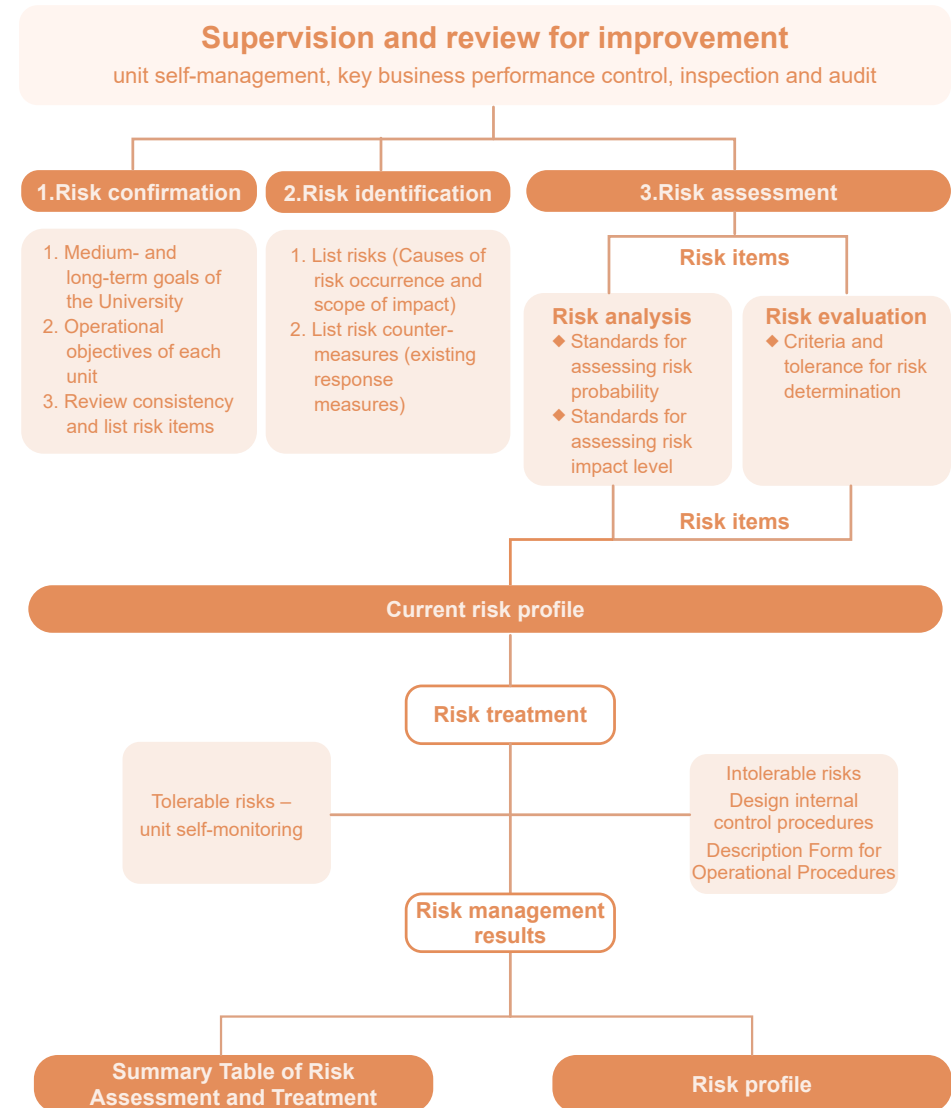 Supervision and review for improvement
unit self-management, key business performance control, inspection and audit
1.Risk confirmation
1. Medium- and
long-term goals of
the University
2. Operational
objectives of each
unit
3. Review consistency
and list risk items
2.Risk identification
1. List risks (Causes of
risk occurrence and
scope of impact)
2. List risk counter-
measures (existing
response
measures)
3.Risk assessment
Risk items
Risk analysis
◆ Standards for
assessing risk
probability
◆ Standards for
assessing risk
impact level
Risk evaluation
◆ Criteria and
tolerance for risk
determination
Risk items
Current risk profile
Risk treatment
Tolerable risks –
unit self-monitoring
Intolerable risks
Design internal
control procedures
Description Form for
Operational Procedures
Risk management
results
Summary Table of Risk
Assessment and Treatment
Risk profile